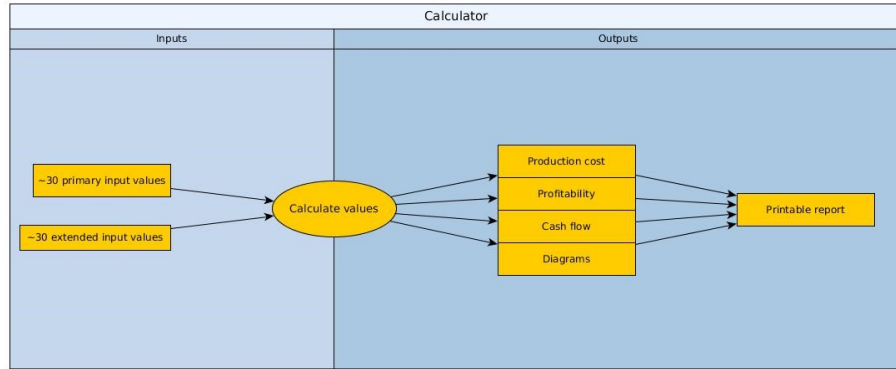 Calculator
Inputs
Outputs
~30 primary input values
~30 extended input values
Calculate values
Production cost
Profitability
Cash flow
Diagrams
Printable report